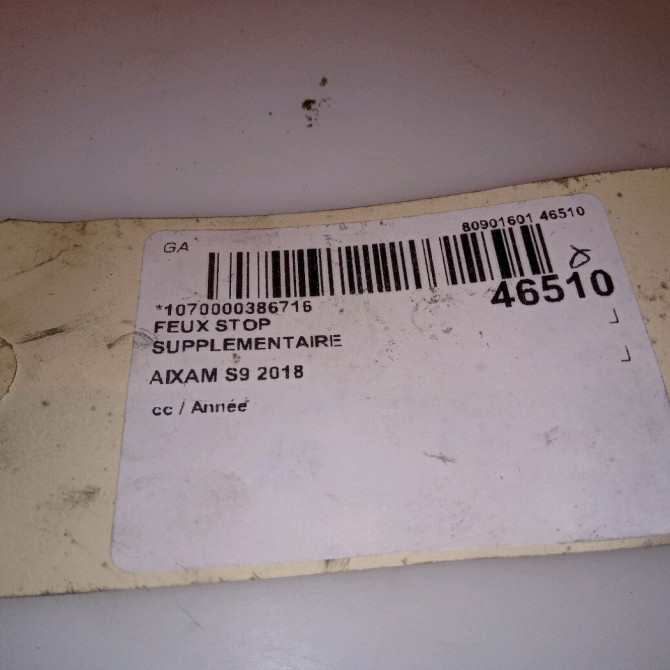 GA
80901601 46510
46510
*1070000386716
FEUX STOP
SUPPLEMENTAIRE
AIXAM S9 2018
cc / Année